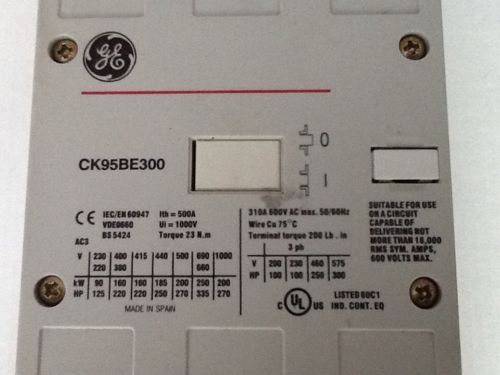 GE
CK95BE300
0
I
CE
IEC/EN 60947
VDE0660
BS 5424
AC3
Ith = 500A
Ui = 1000V
Torque 23 N.m
V 230 400 415 440 500 690 1000
220 380 660
kW 90 160 160 185 200 250 200
HP 125 220 220 250 270 335 270
MADE IN SPAIN
310A 600V AC max. 50/60Hz
Wire Cu 75°C
Terminal torque 200 Lb. in
3 ph
V 200 230 460 575
HP 100 100 250 300
C UL US
LISTED 60C1
IND. CONT. EQ
SUITABLE FOR USE
ON A CIRCUIT
CAPABLE OF
DELIVERING NOT
MORE THAN 18,000
RMS SYM. AMPS,
600 VOLTS MAX.